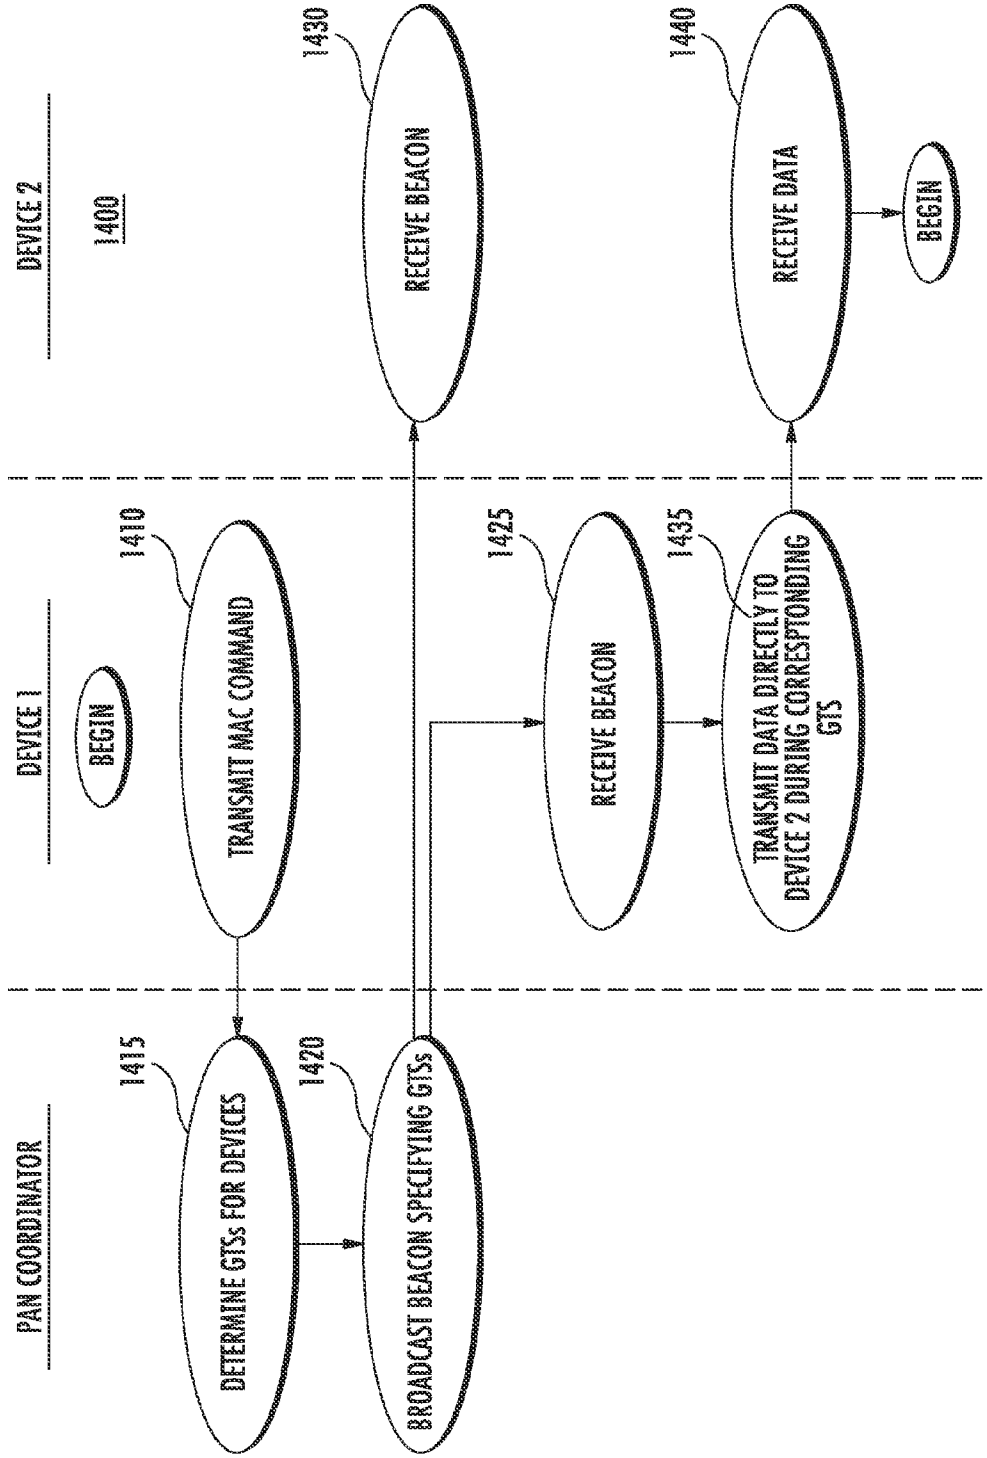 PAN COORDINATOR
DEVICE 1
DEVICE 2
1400
BEGIN
1410
TRANSMIT MAC COMMAND
1415
DETERMINE GTSs FOR DEVICES
1420
BROADCAST BEACON SPECIFYING GTSs
1430
RECEIVE BEACON
1425
RECEIVE BEACON
1435
TRANSMIT DATA DIRECTLY TO
DEVICE 2 DURING CORRESPTONDING
GTS
1440
RECEIVE DATA
BEGIN